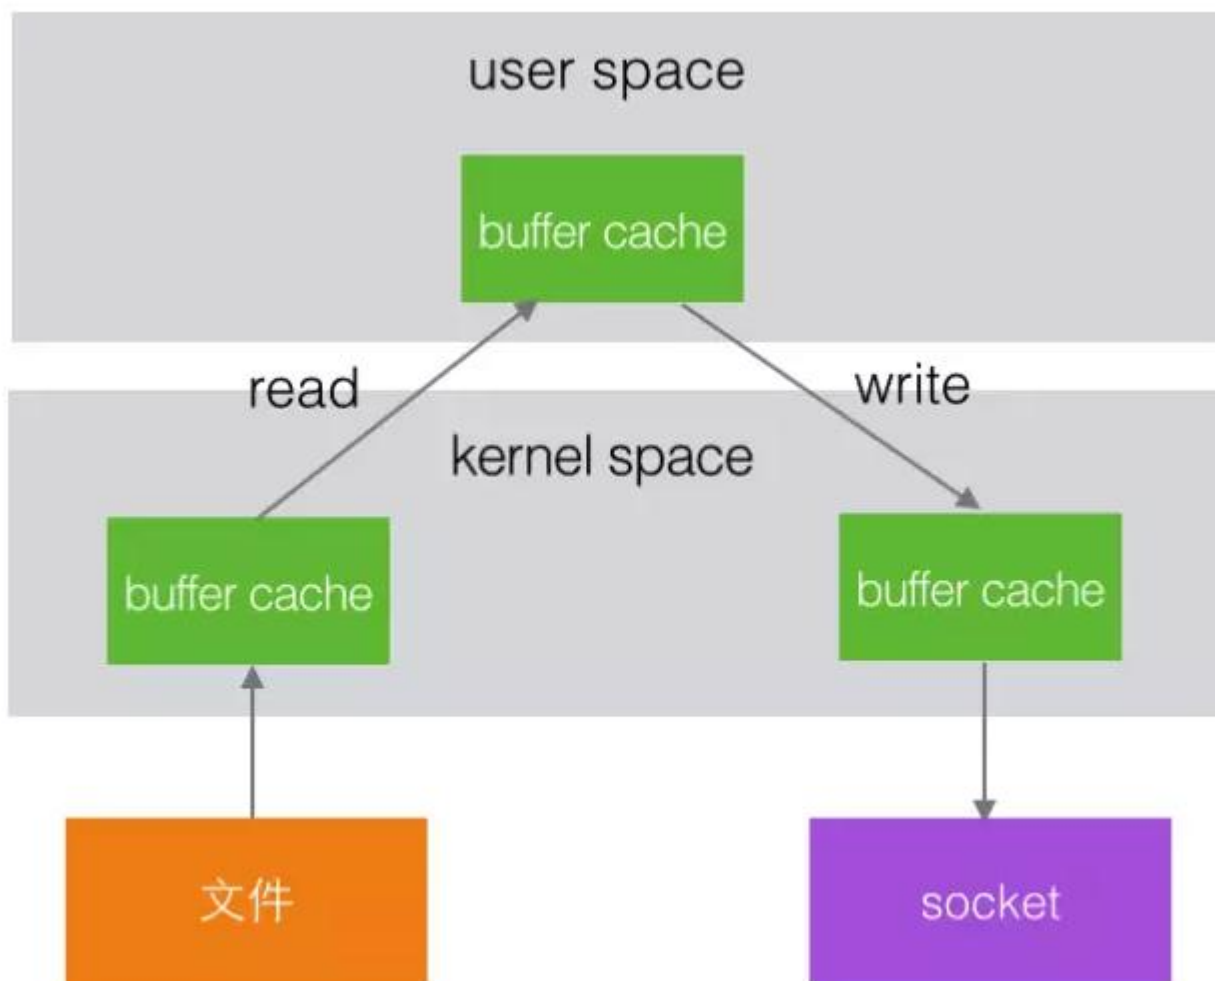 user space
buffer cache
read
write
kernel space
buffer cache
buffer cache
文件
socket